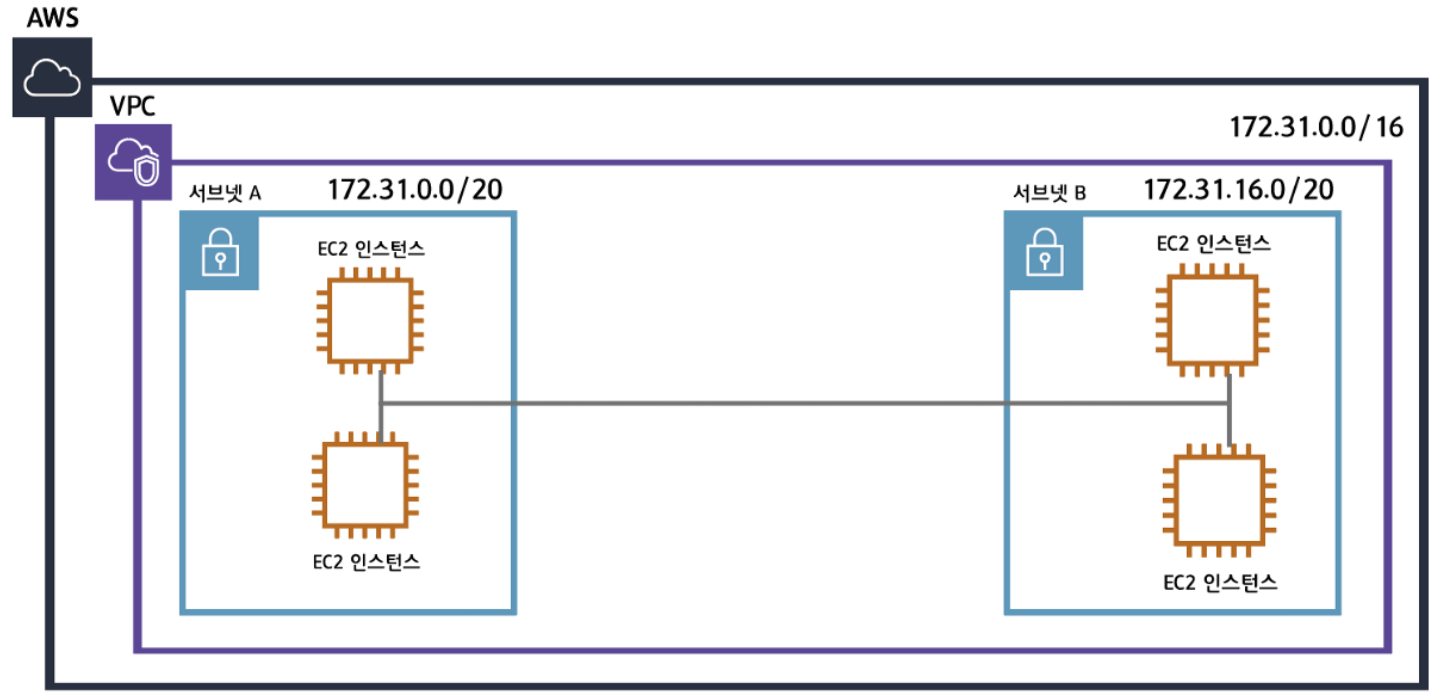 AWS
VPC
172.31.0.0/16
서브넷 A
172.31.0.0/20
서브넷 B
172.31.16.0/20
EC2 인스턴스
EC2 인스턴스
EC2 인스턴스
EC2 인스턴스